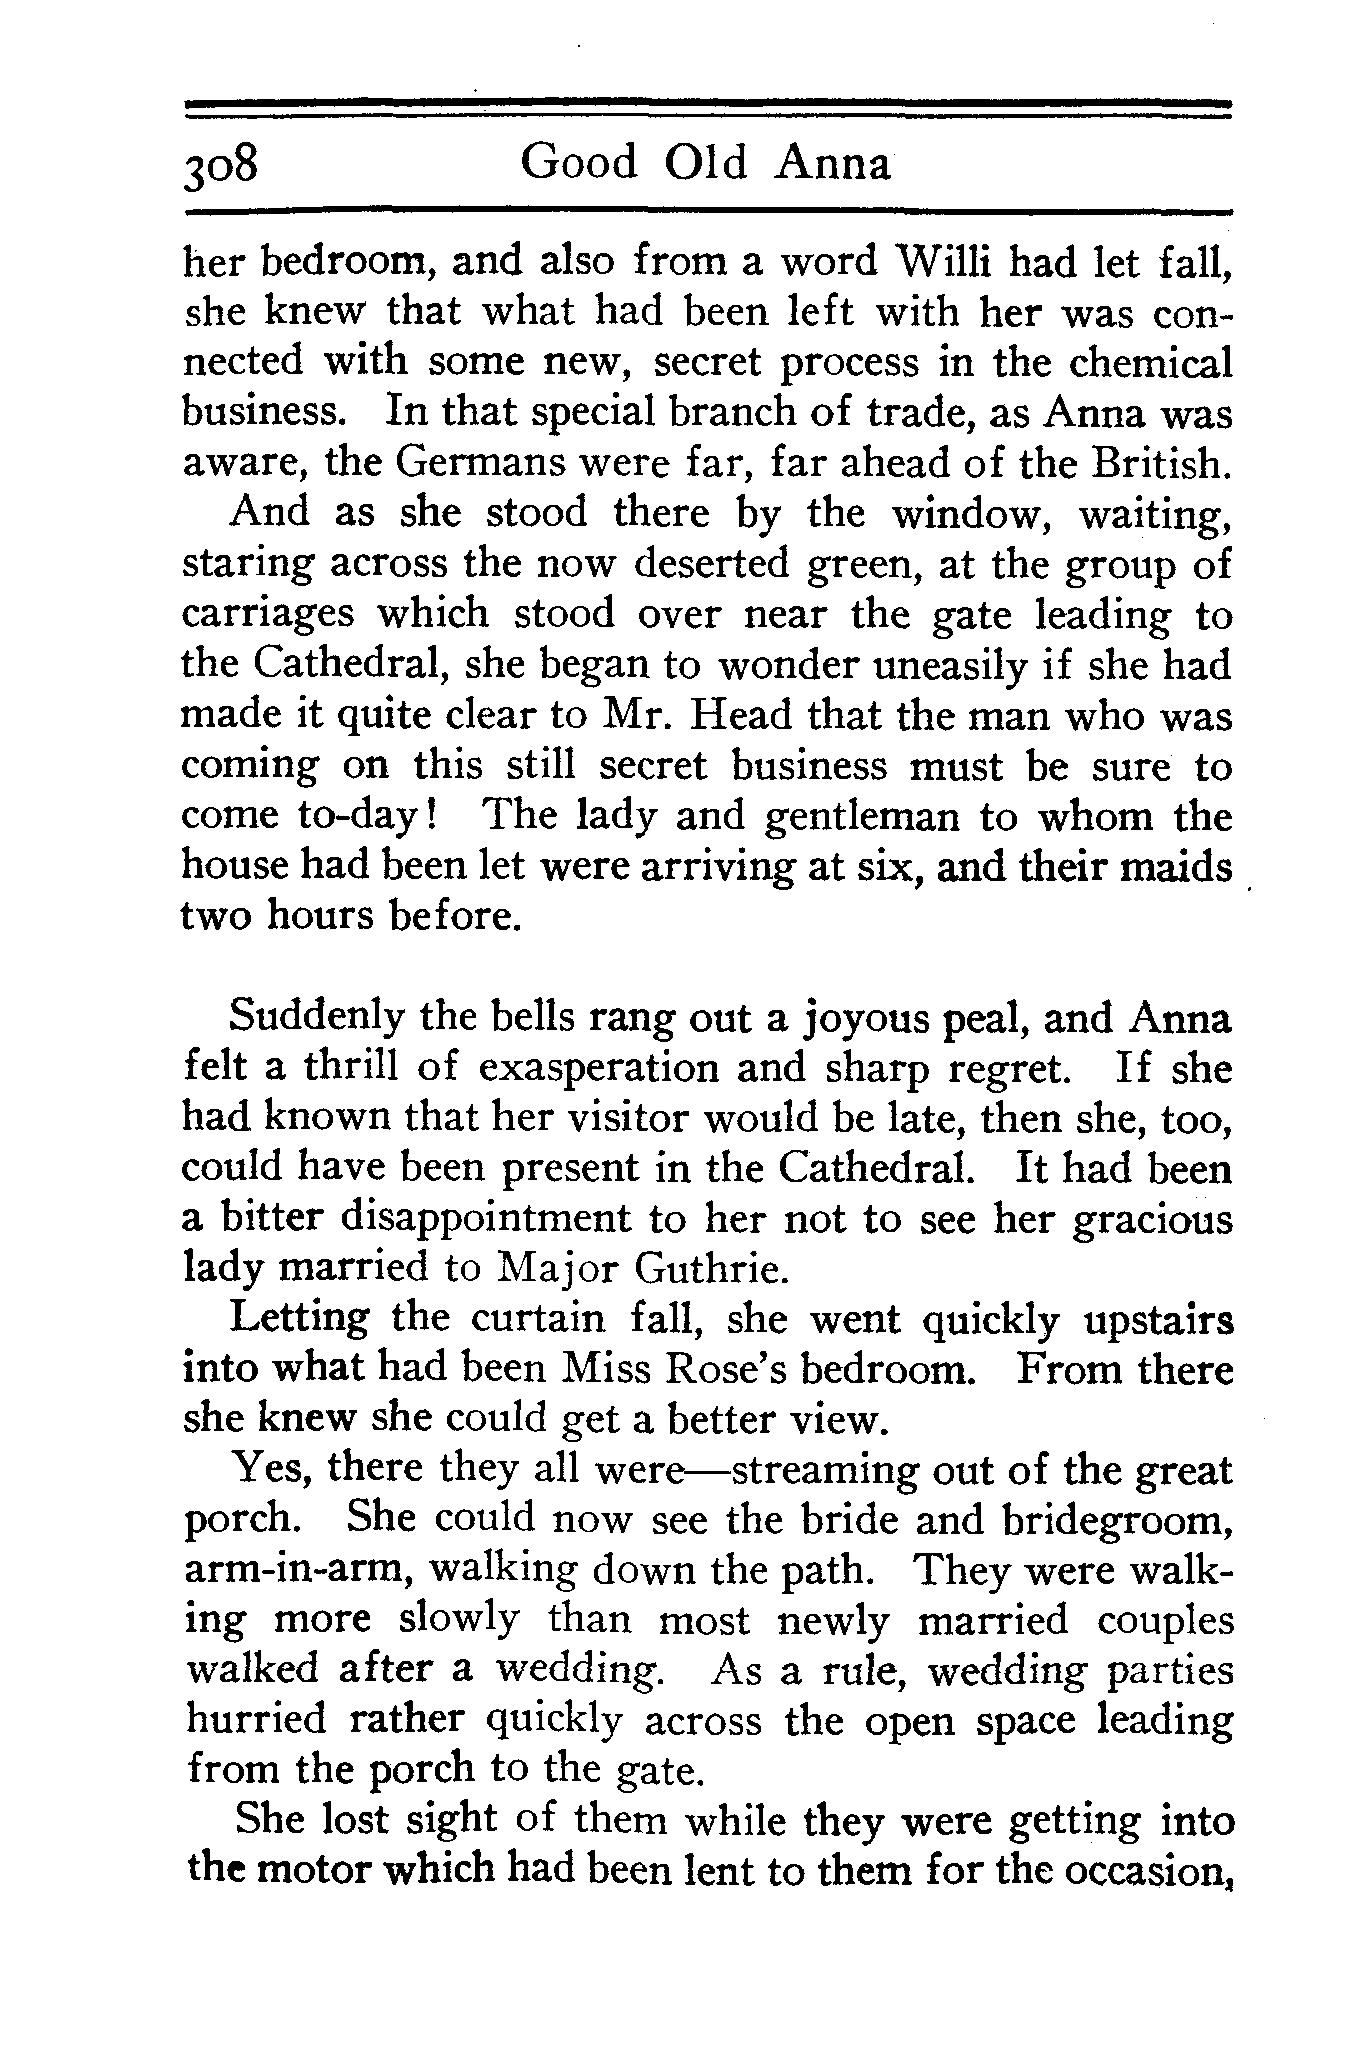 308 Good Old Anna
her bedroom, and also from a word Willi had let fall,
she knew that what had been left with her was con-
nected with some new, secret process in the chemical
business. In that special branch of trade, as Anna was
aware, the Germans were far, far ahead of the British.
And as she stood there by the window, waiting,
staring across the now deserted green, at the group of
carriages which stood over near the gate leading to
the Cathedral, she began to wonder uneasily if she had
made it quite clear to Mr. Head that the man who was
coming on this still secret business must be sure to
come to-day! The lady and gentleman to whom the
house had been let were arriving at six, and their maids
two hours before.
Suddenly the bells rang out a joyous peal, and Anna
felt a thrill of exasperation and sharp regret. If she
had known that her visitor would be late, then she, too,
could have been present in the Cathedral. It had been
a bitter disappointment to her not to see her gracious
lady married to Major Guthrie.
Letting the curtain fall, she went quickly upstairs
into what had been Miss Rose's bedroom. From there
she knew she could get a better view.
Yes, there they all were—streaming out of the great
porch. She could now see the bride and bridegroom,
arm-in-arm, walking down the path. They were walk-
ing more slowly than most newly married couples
walked after a wedding. As a rule, wedding parties
hurried rather quickly across the open space leading
from the porch to the gate.
She lost sight of them while they were getting into
the motor which had been lent to them for the occasion,